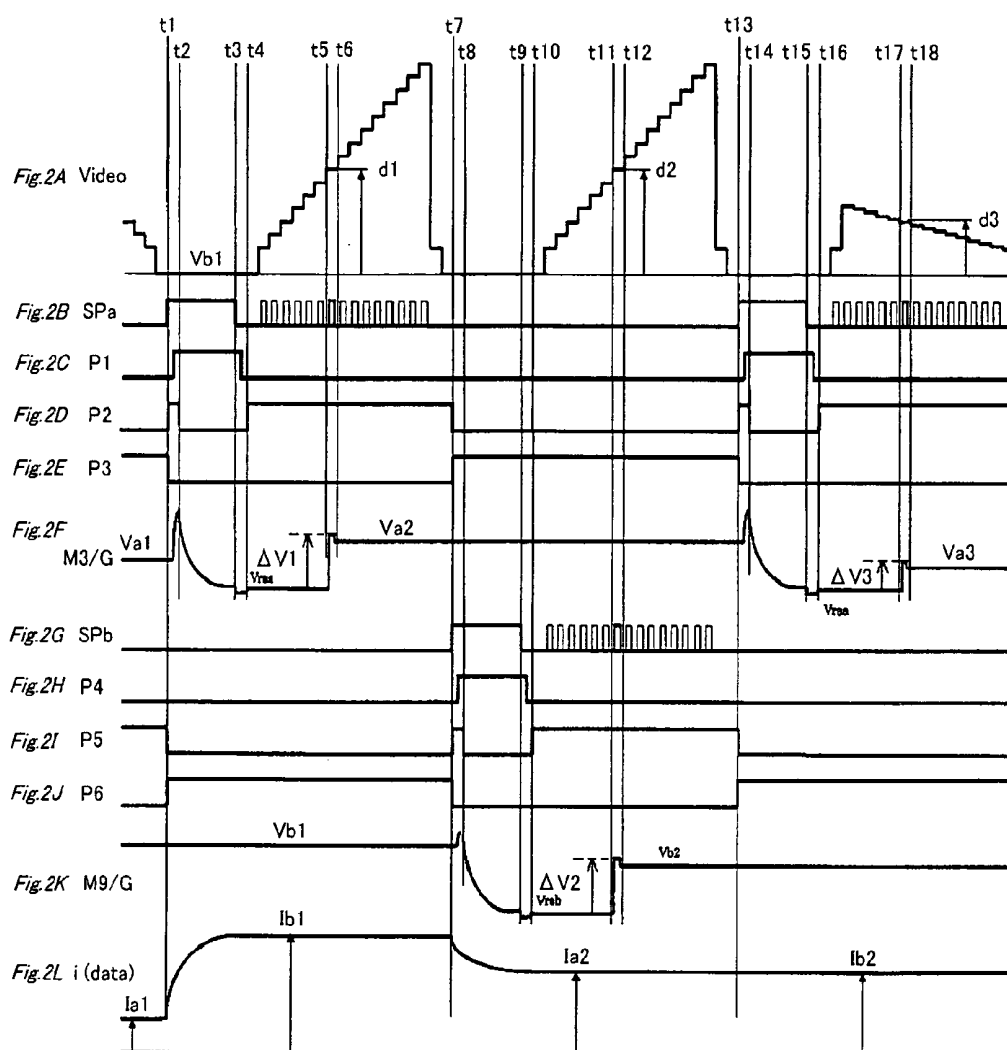 t1 t7 t13
t2 t3 t4 t5 t6 t8 t9 t10 t11 t12 t14 t15 t16 t17 t18
Fig.2A Video d1 d2 d3
Vb1
Fig.2B SPa
Fig.2C P1
Fig.2D P2
Fig.2E P3
Fig.2F
M3/G Va1 ΔV1 Vrsa Va2 ΔV3 Vrsa Va3
Fig.2G SPb
Fig.2H P4
Fig.2I P5
Fig.2J P6
Vb1 Vb2
Fig.2K M9/G ΔV2 Vrsb
Ib1
Fig.2L i(data) Ia2 Ib2
Ia1